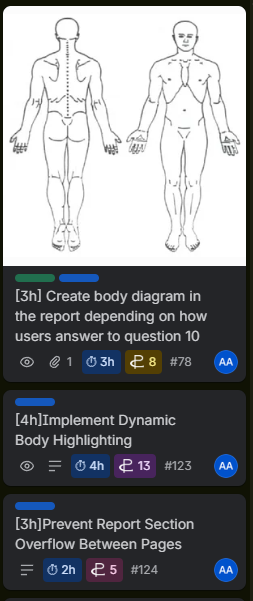 [3h] Create body diagram in
the report depending on how
users answer to question 10
1 3h 8 #78 AA
[4h]Implement Dynamic
Body Highlighting
4h 13 #123 AA
[3h]Prevent Report Section
Overflow Between Pages
2h 5 #124 AA